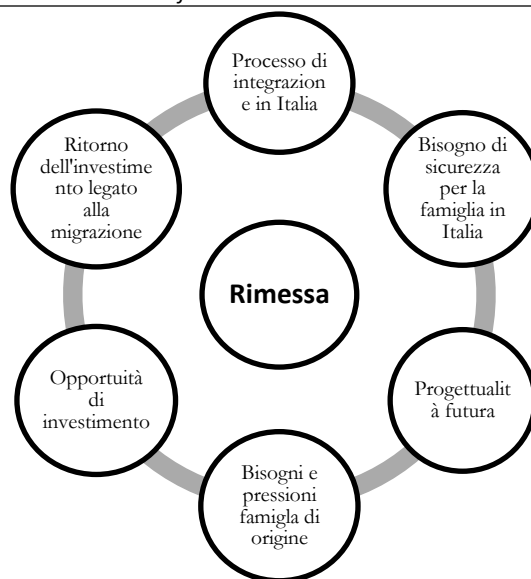 Processo di
integrazion
e in Italia
Bisogno di
sicurezza
per la
famiglia in
Italia
Progettualit
à futura
Bisogni e
pressioni
famigla di
origine
Opportuità
di
investimento
Ritorno
dell'investime
nto legato
alla
migrazione
Rimessa